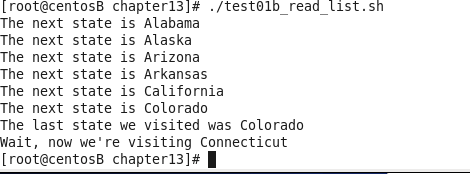 [root@centosB chapter13]# ./test01b_read_list.sh
The next state is Alabama
The next state is Alaska
The next state is Arizona
The next state is Arkansas
The next state is California
The next state is Colorado
The last state we visited was Colorado
Wait, now we're visiting Connecticut
[root@centosB chapter13]#